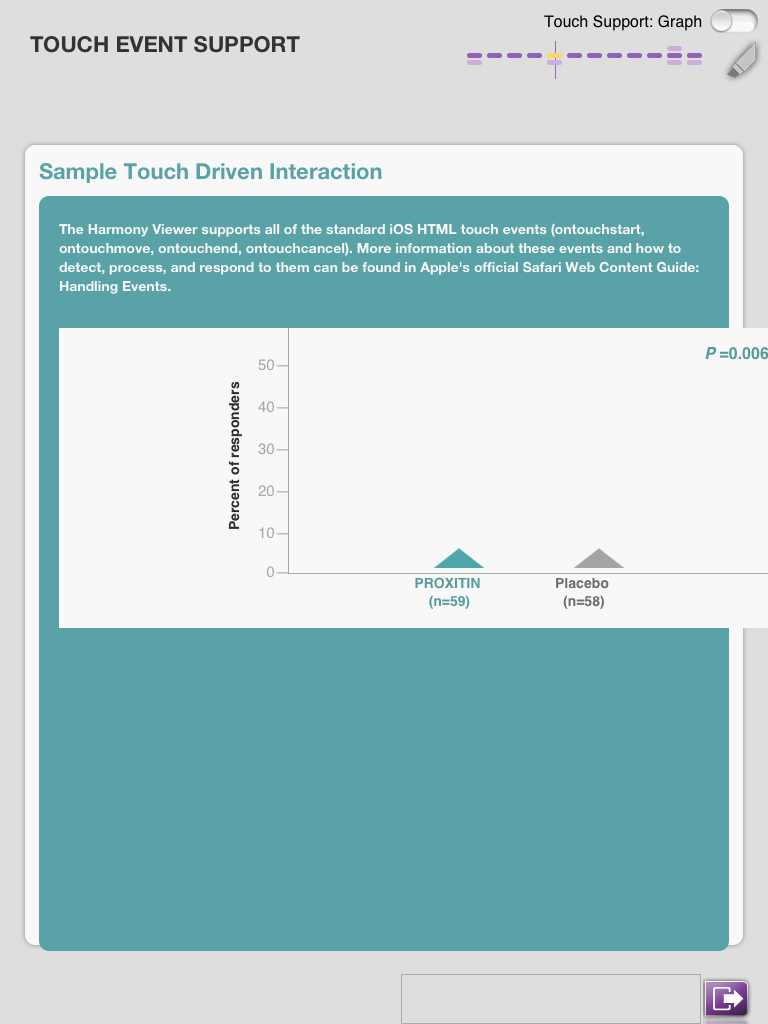 Touch Support: Graph
TOUCH EVENT SUPPORT
Sample Touch Driven Interaction
The Harmony Viewer supports all of the standard iOS HTML touch events (ontouchstart,
ontouchmove, ontouchend, ontouchcancel). More information about these events and how to
detect, process, and respond to them can be found in Apple's official Safari Web Content Guide:
Handling Events.
P =0.006
50
40
30
20
10
0
Percent of responders
PROXITIN
(n=59)
Placebo
(n=58)